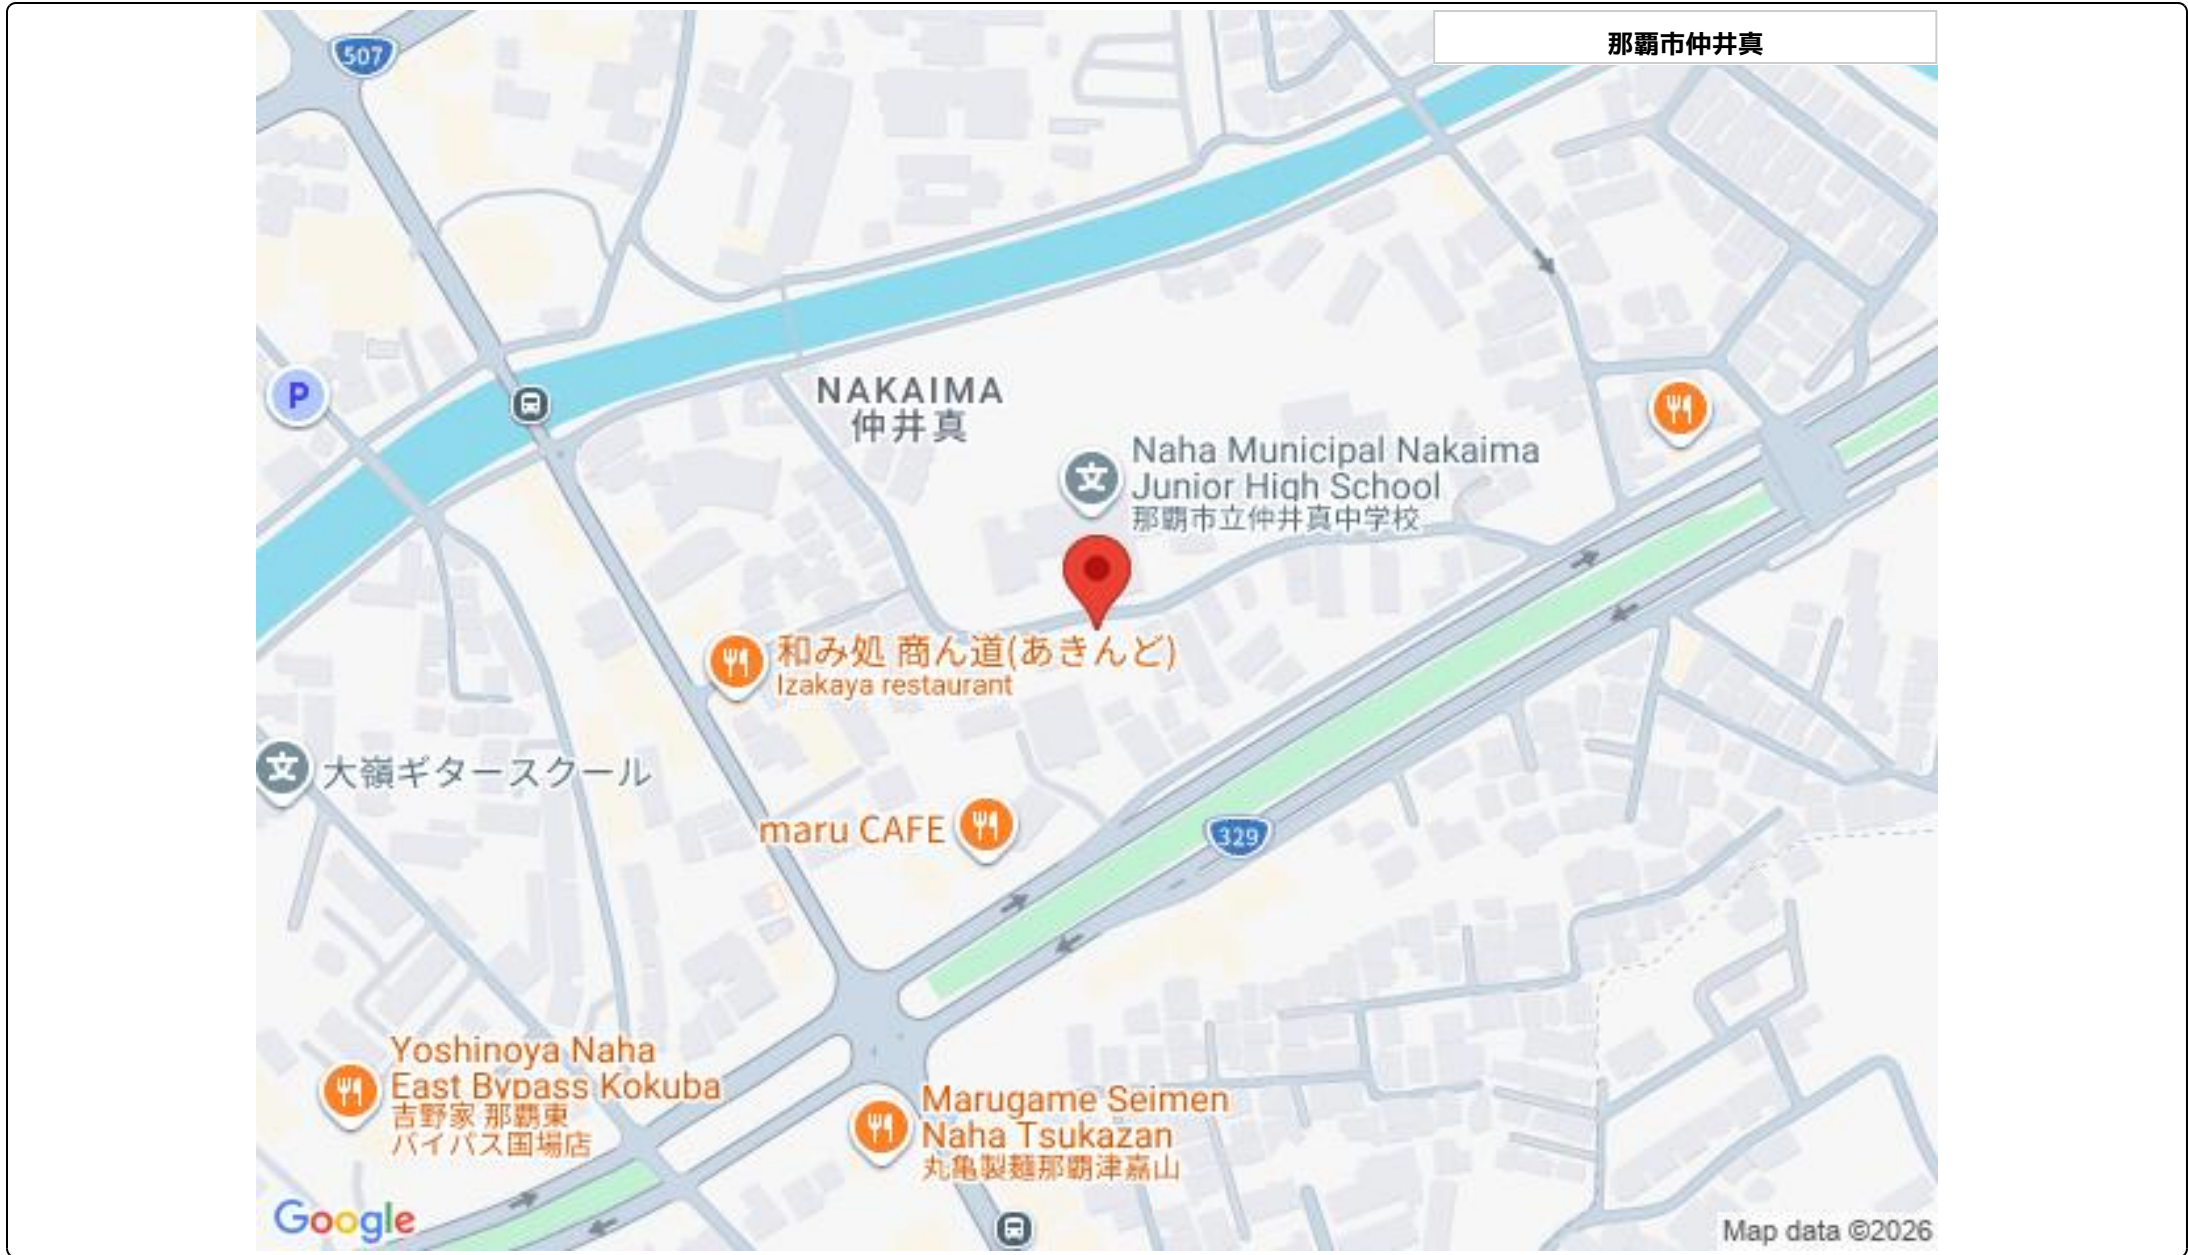 507
那覇市仲井真
P
NAKAIMA
仲井真
Naha Municipal Nakaima
Junior High School
那覇市立仲井真中学校
和み処 商ん道(あきんど)
Izakaya restaurant
文
大嶺ギタースクール
maru CAFE
329
Yoshinoya Naha
East Bypass Kokuba
吉野家 那覇東
バイパス国場店
Marugame Seimen
Naha Tsukazan
丸亀製麺那覇津嘉山
Google
Map data ©2026